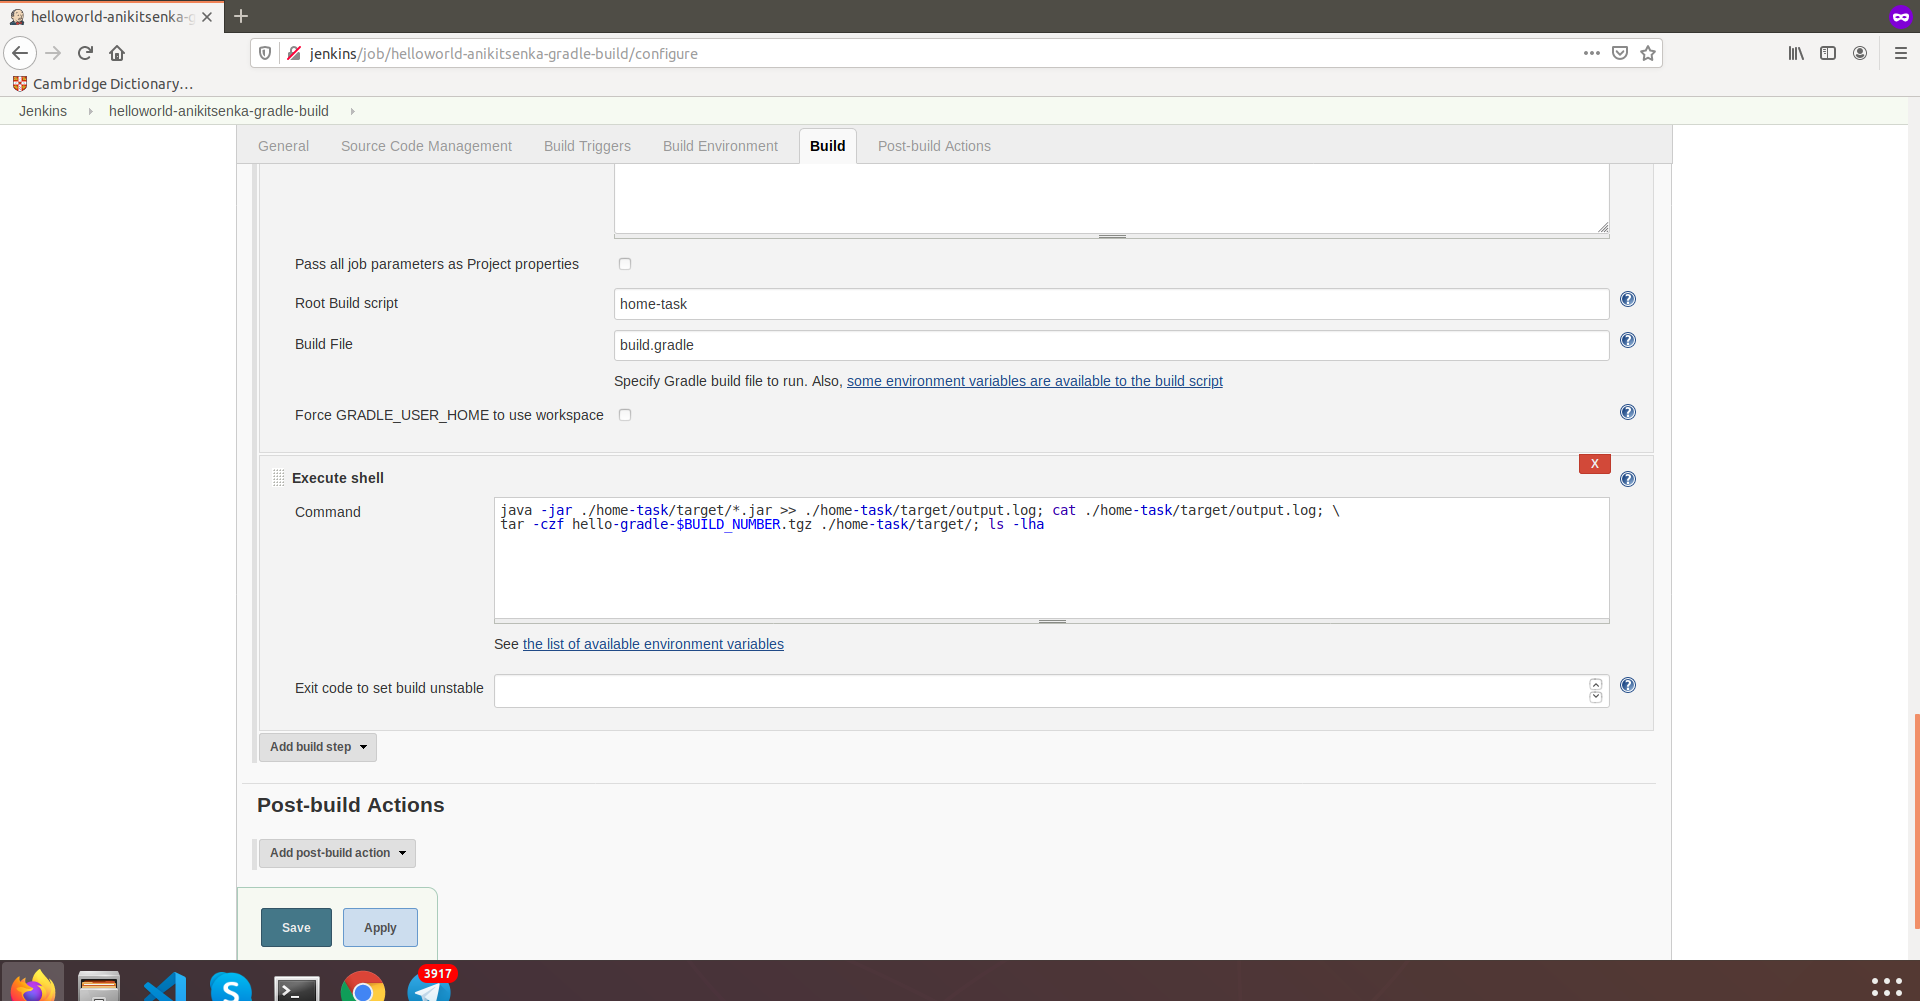 helloworld-anikitsenka-g
jenkins/job/helloworld-anikitsenka-gradle-build/configure
Cambridge Dictionary…
Jenkins helloworld-anikitsenka-gradle-build
General Source Code Management Build Triggers Build Environment Build Post-build Actions
Pass all job parameters as Project properties
Root Build script home-task
Build File build.gradle
Specify Gradle build file to run. Also, some environment variables are available to the build script
Force GRADLE_USER_HOME to use workspace
X
Execute shell
Command
java -jar ./home-task/target/*.jar >> ./home-task/target/output.log; cat ./home-task/target/output.log; \
tar -czf hello-gradle-$BUILD_NUMBER.tgz ./home-task/target/; ls -lha
See the list of available environment variables
Exit code to set build unstable
Add build step
Post-build Actions
Add post-build action
Save Apply
3917